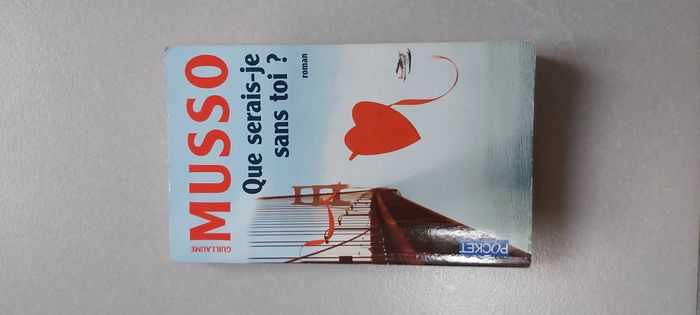 GUILLAUME
MUSSO
Que serais-je
sans toi ?
roman
POCKET